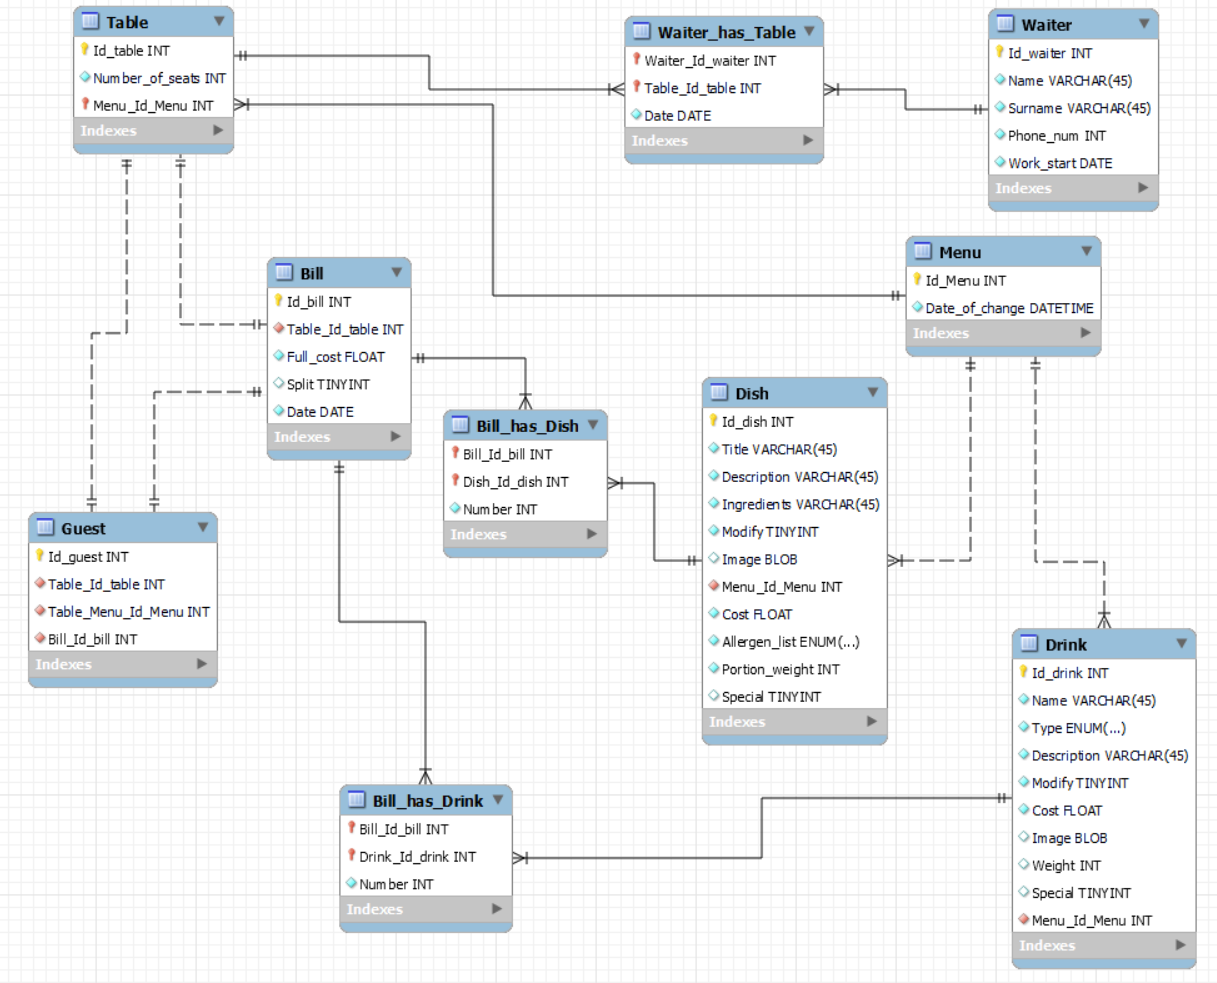 Table
Id_table INT
Number_of_seats INT
Menu_Id_Menu INT
Indexes
Waiter_has_Table
Waiter_Id_waiter INT
Table_Id_table INT
Date DATE
Indexes
Waiter
Id_waiter INT
Name VARCHAR(45)
Surname VARCHAR(45)
Phone_num INT
Work_start DATE
Indexes
Menu
Id_Menu INT
Date_of_change DATETIME
Indexes
Bill
Id_bill INT
Table_Id_table INT
Full_cost FLOAT
Split TINYINT
Date DATE
Indexes
Bill_has_Dish
Bill_Id_bill INT
Dish_Id_dish INT
Number INT
Indexes
Dish
Id_dish INT
Title VARCHAR(45)
Description VARCHAR(45)
Ingredients VARCHAR(45)
Modify TINYINT
Image BLOB
Menu_Id_Menu INT
Cost FLOAT
Allergen_list ENUM(...)
Portion_weight INT
Special TINYINT
Indexes
Guest
Id_guest INT
Table_Id_table INT
Table_Menu_Id_Menu INT
Bill_Id_bill INT
Indexes
Drink
Id_drink INT
Name VARCHAR(45)
Type ENUM(...)
Description VARCHAR(45)
Modify TINYINT
Cost FLOAT
Image BLOB
Weight INT
Special TINYINT
Menu_Id_Menu INT
Indexes
Bill_has_Drink
Bill_Id_bill INT
Drink_Id_drink INT
Number INT
Indexes